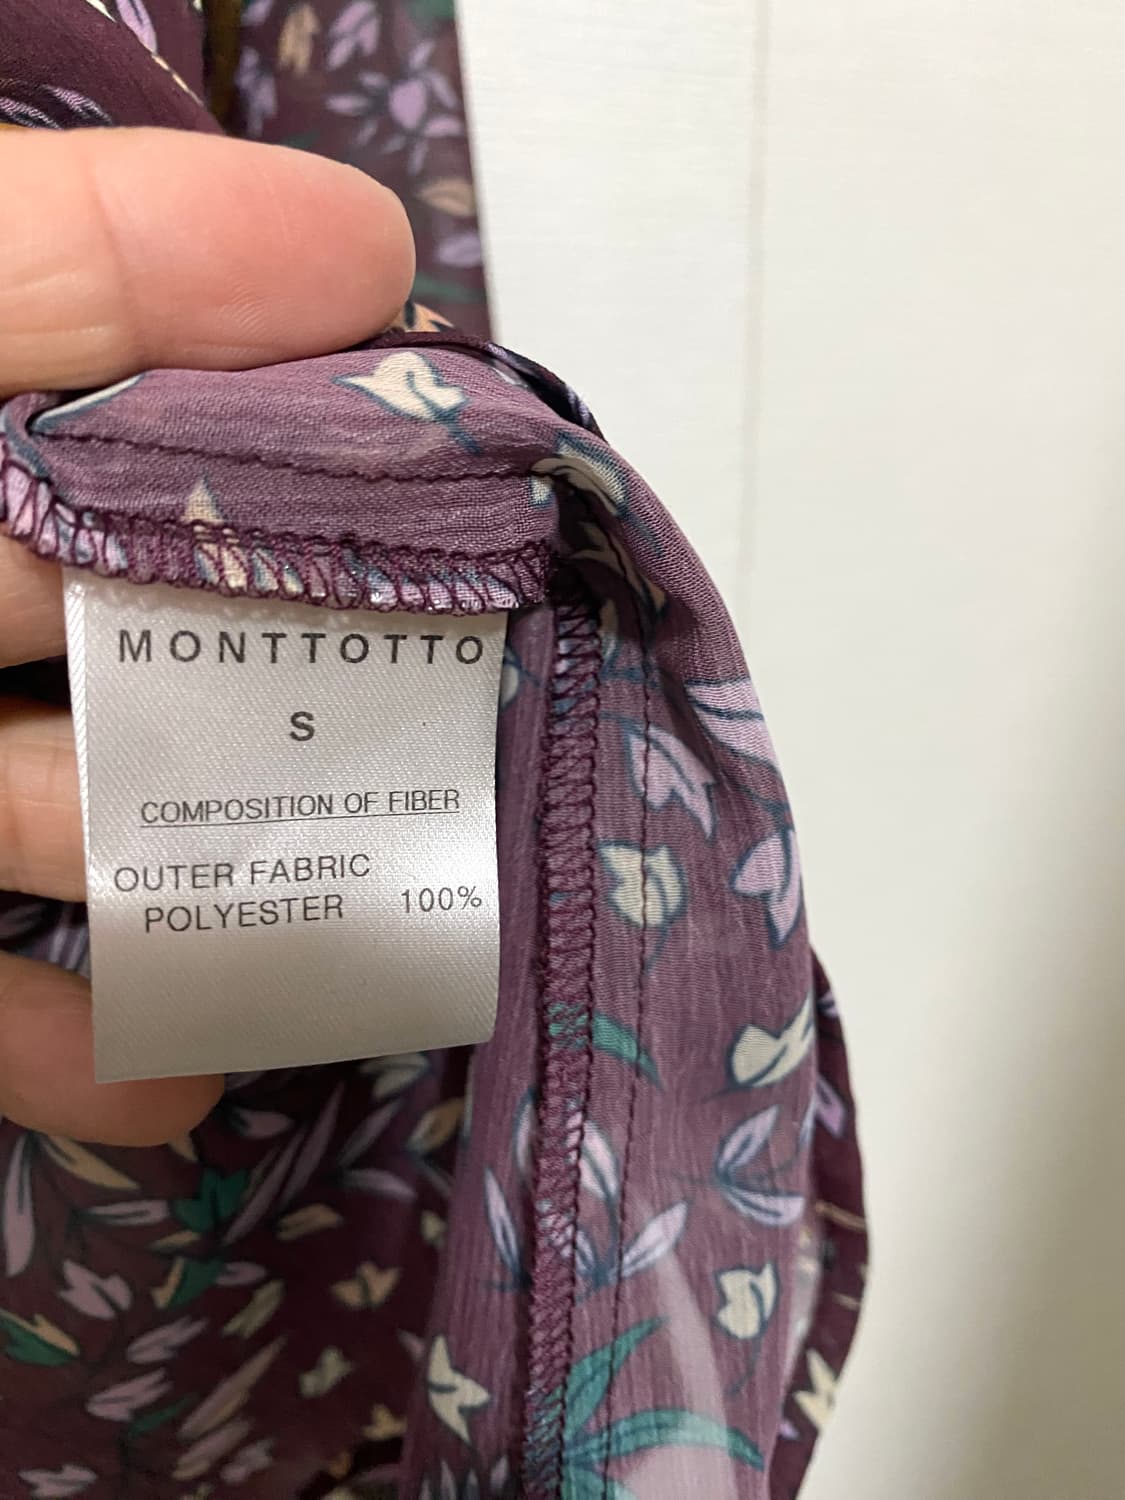 MONTTOTTO
S
COMPOSITION OF FIBER
OUTER FABRIC
POLYESTER 100%